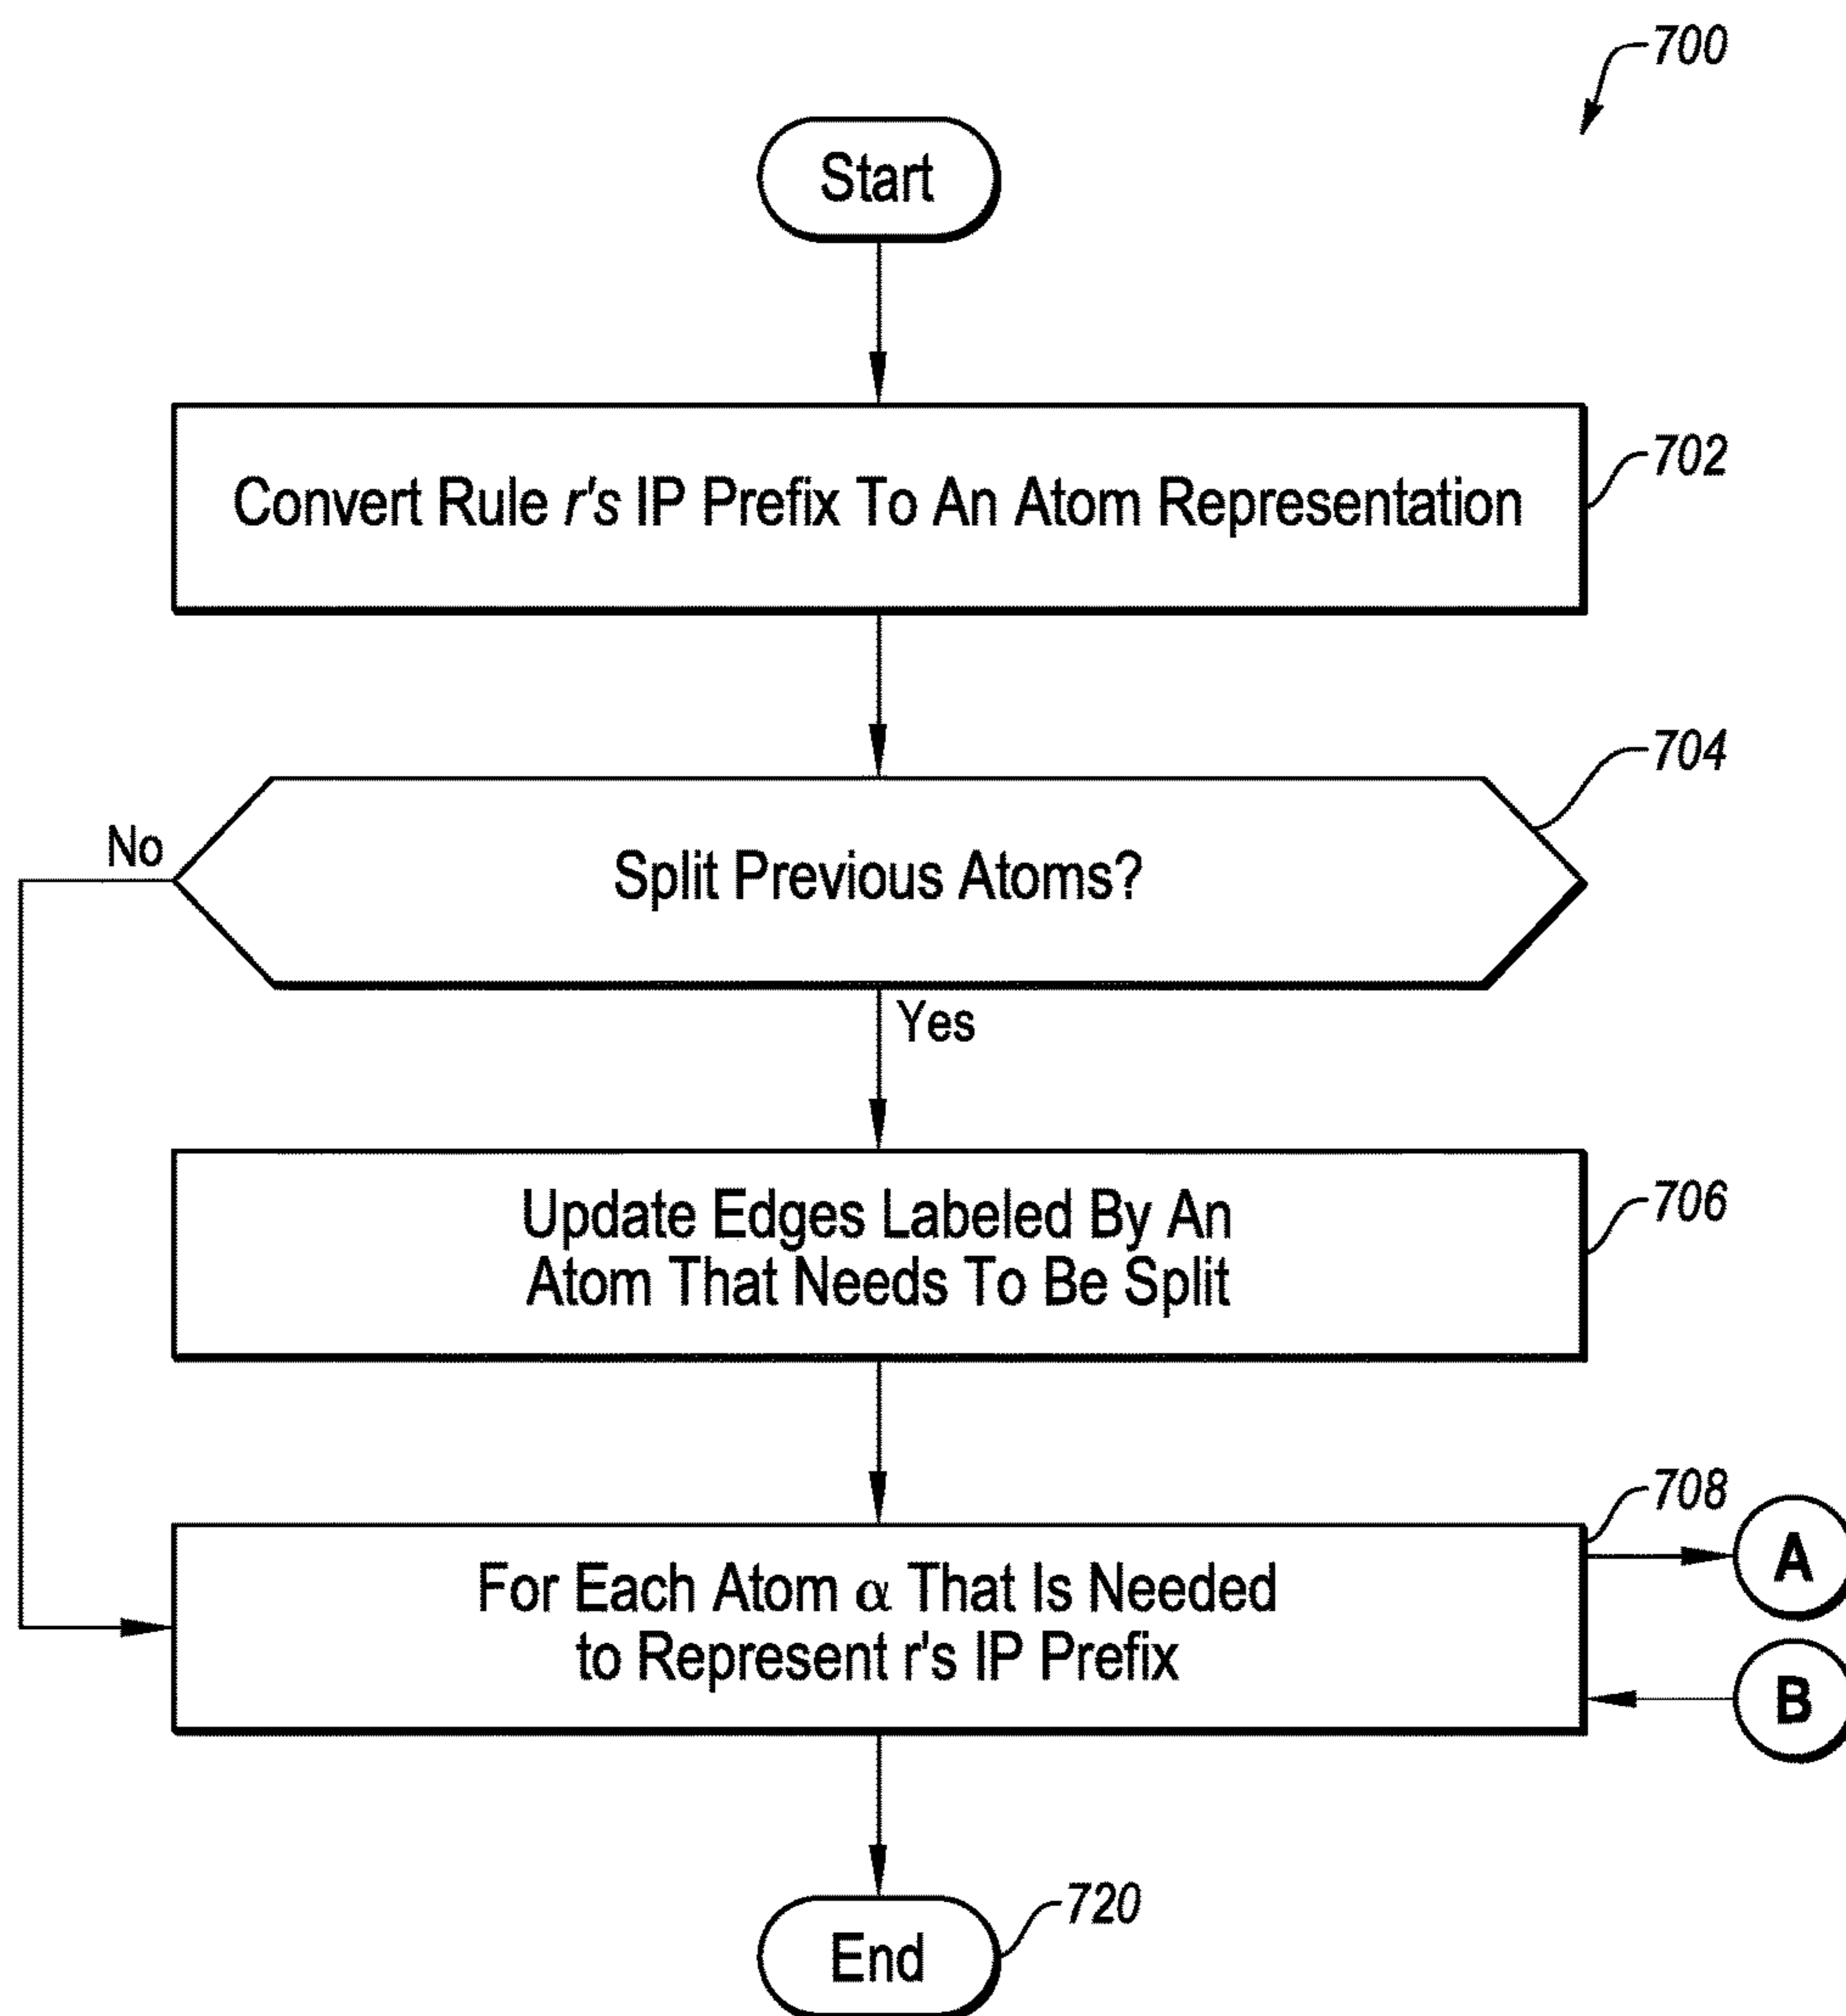 700
Start
702
Convert Rule r's IP Prefix To An Atom Representation
704
No
Split Previous Atoms?
Yes
706
Update Edges Labeled By An
Atom That Needs To Be Split
708
For Each Atom α That Is Needed
to Represent r's IP Prefix
A
B
720
End